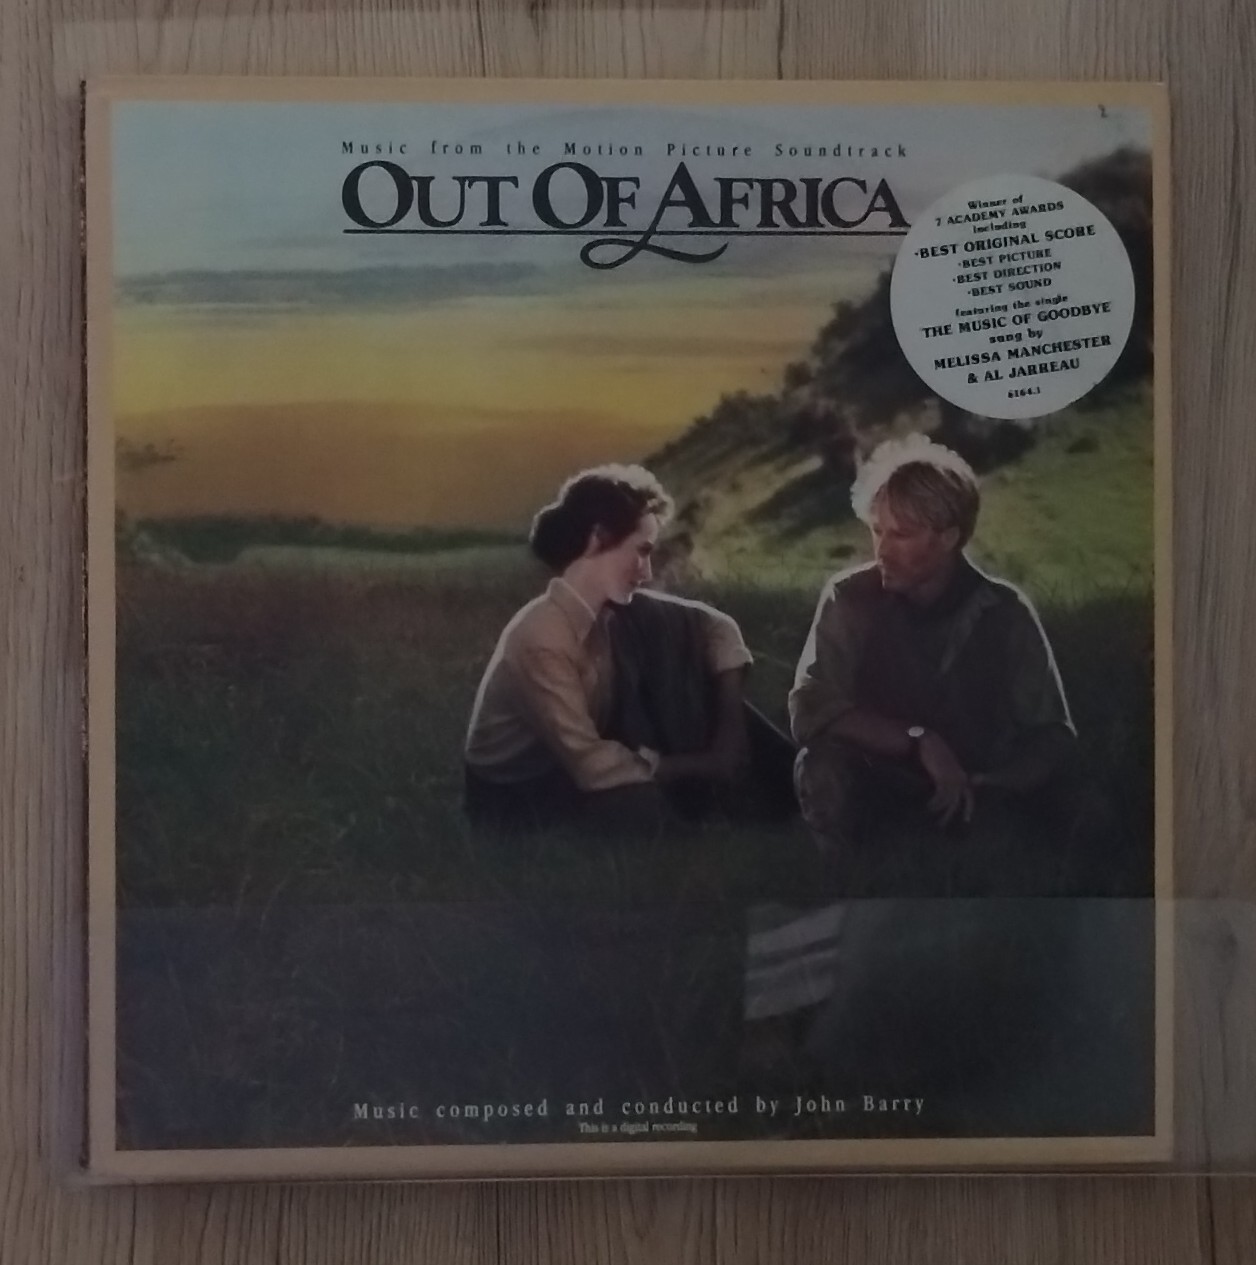 Music from the Motion Picture Soundtrack
OUT OF AFRICA
Winner of
7 ACADEMY AWARDS
including
·BEST ORIGINAL SCORE
·BEST PICTURE
·BEST DIRECTION
·BEST SOUND
featuring the single
THE MUSIC OF GOODBYE
sung by
MELISSA MANCHESTER
& AL JARREAU
6164.1
Music composed and conducted by John Barry
This is a digital recording